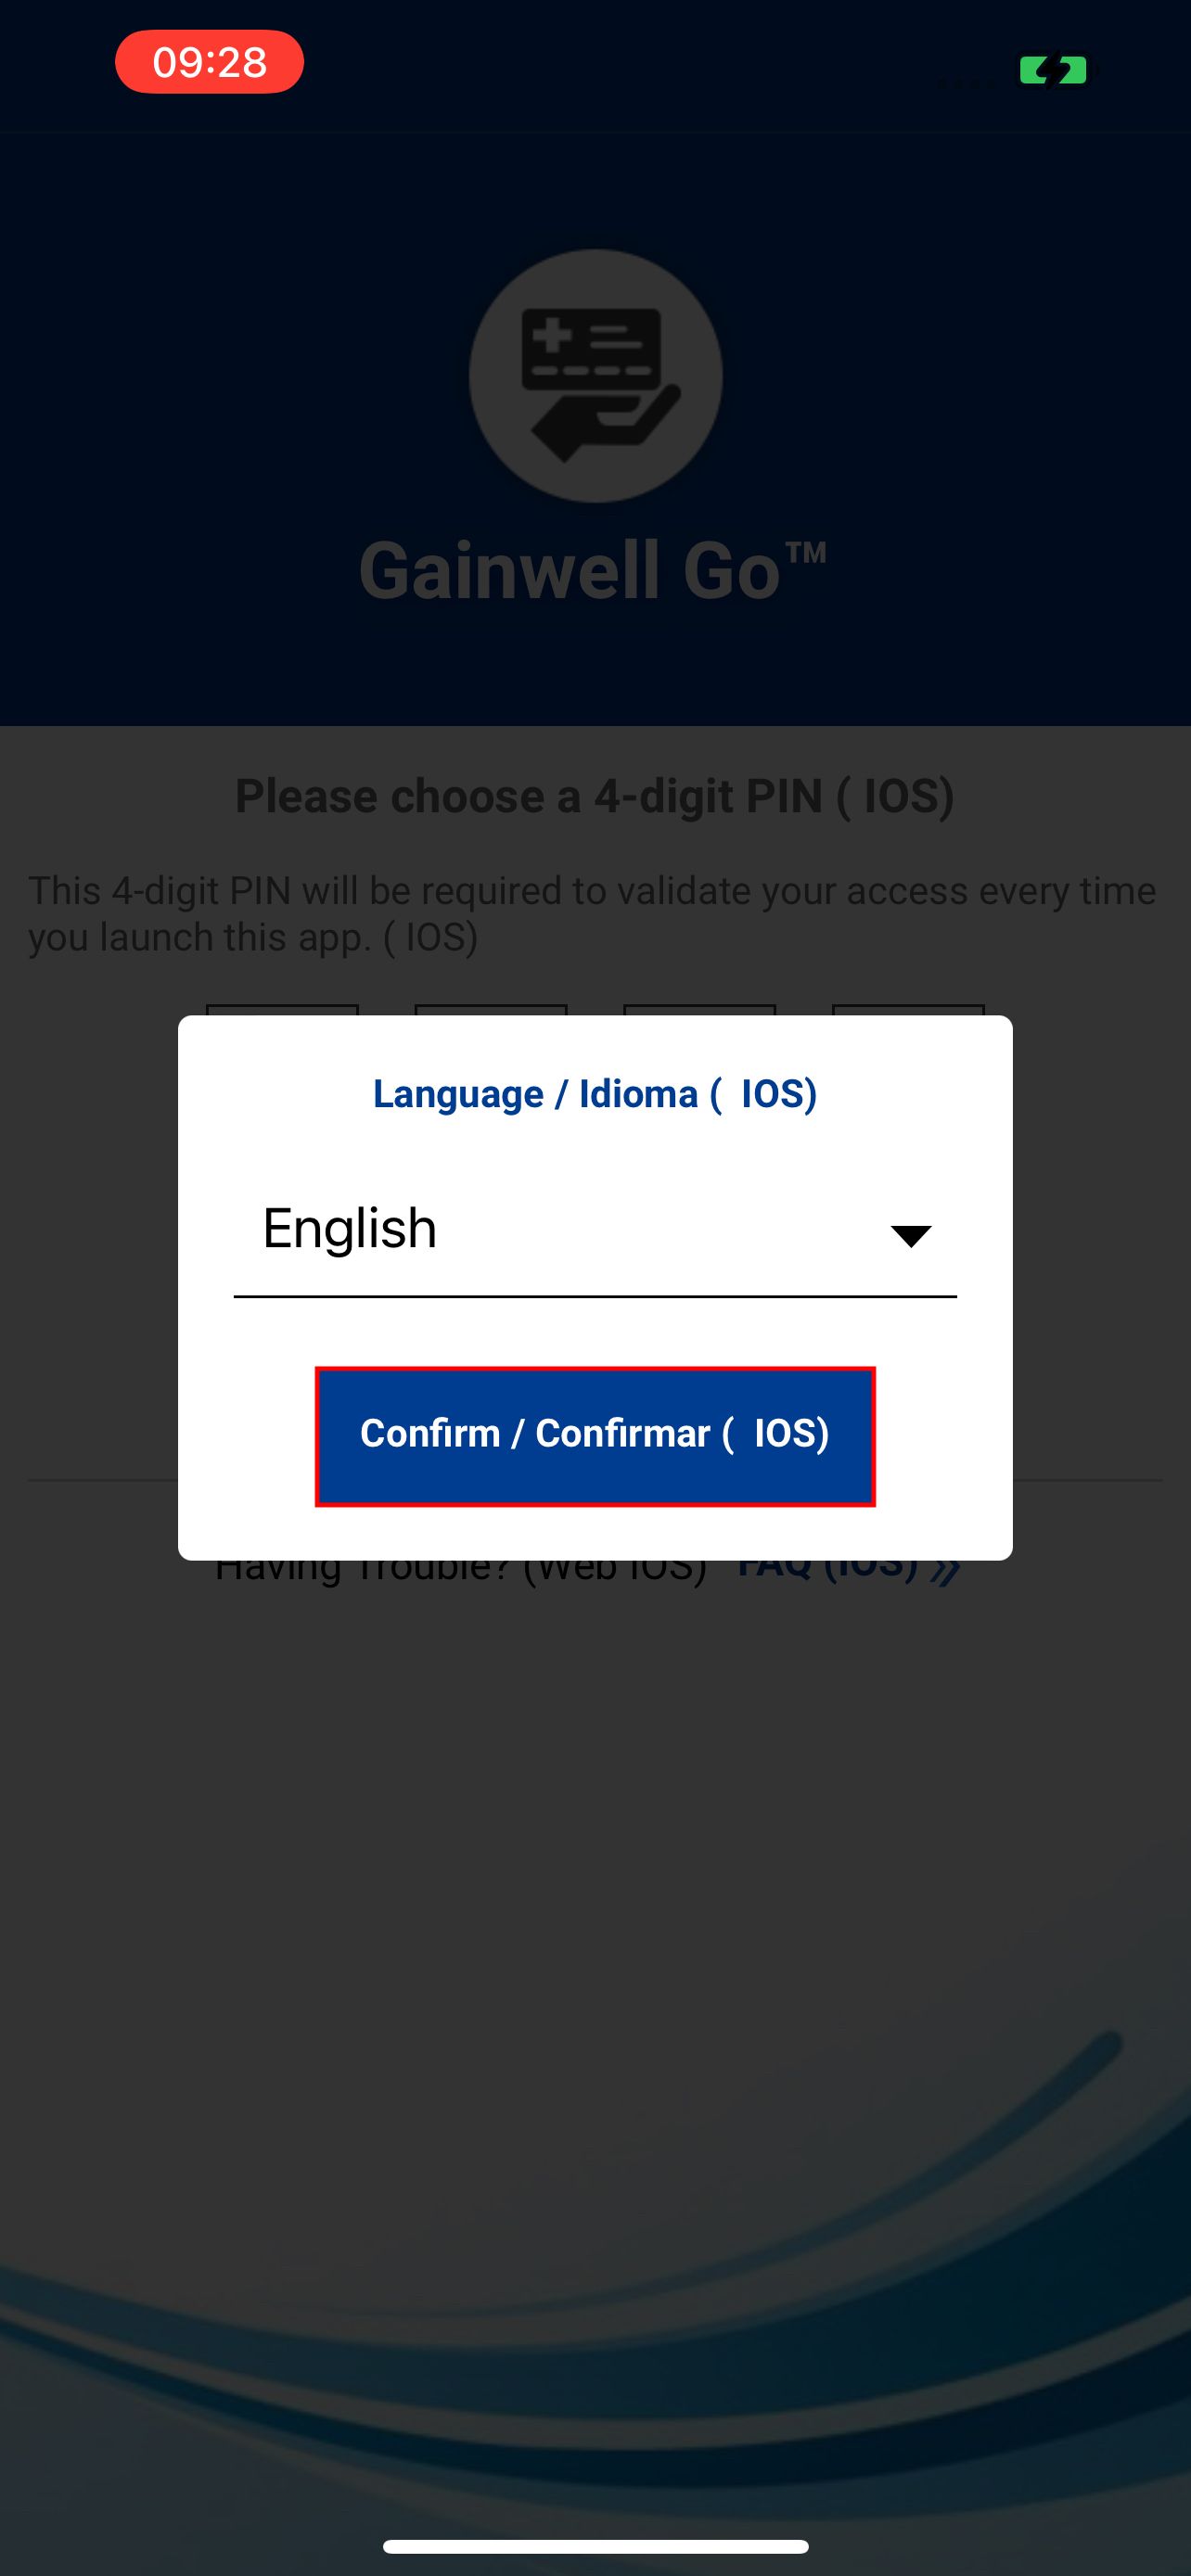 09:28
Gainwell Go™
Please choose a 4-digit PIN ( IOS)
This 4-digit PIN will be required to validate your access every time
you launch this app. ( IOS)
Language / Idioma (  IOS)
English
Confirm / Confirmar (  IOS)
Having Trouble? (Web IOS) FAQ (IOS) »